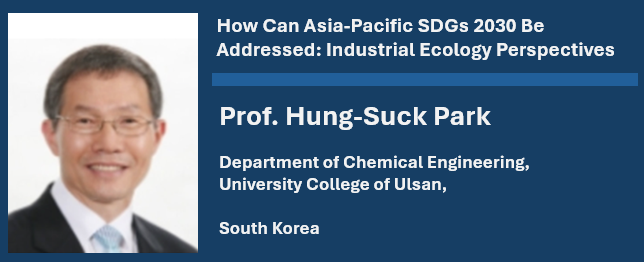 How Can Asia-Pacific SDGs 2030 Be
Addressed: Industrial Ecology Perspectives
Prof. Hung-Suck Park
Department of Chemical Engineering,
University College of Ulsan,
South Korea